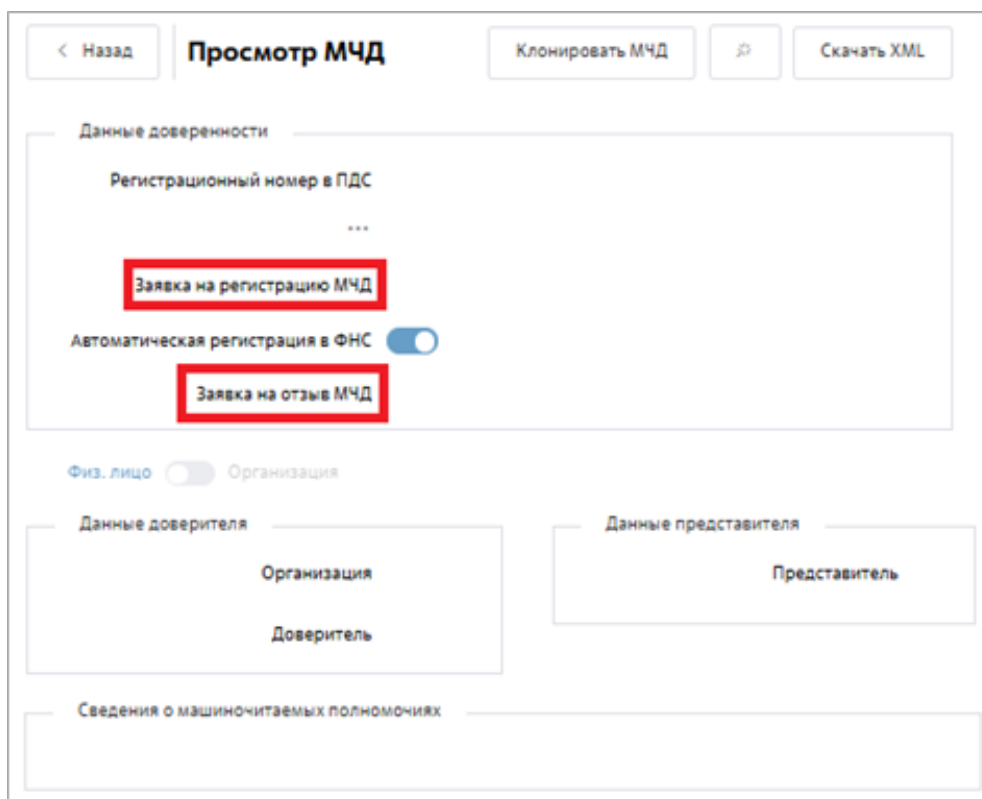 < Назад
Просмотр МЧД
Клонировать МЧД
Скачать XML
Данные доверенности
Регистрационный номер в ПДС
...
Заявка на регистрацию МЧД
Автоматическая регистрация в ФНС
Заявка на отзыв МЧД
Физ. лицо
Организация
Данные доверителя
Данные представителя
Организация
Представитель
Доверитель
Сведения о машиночитаемых полномочиях